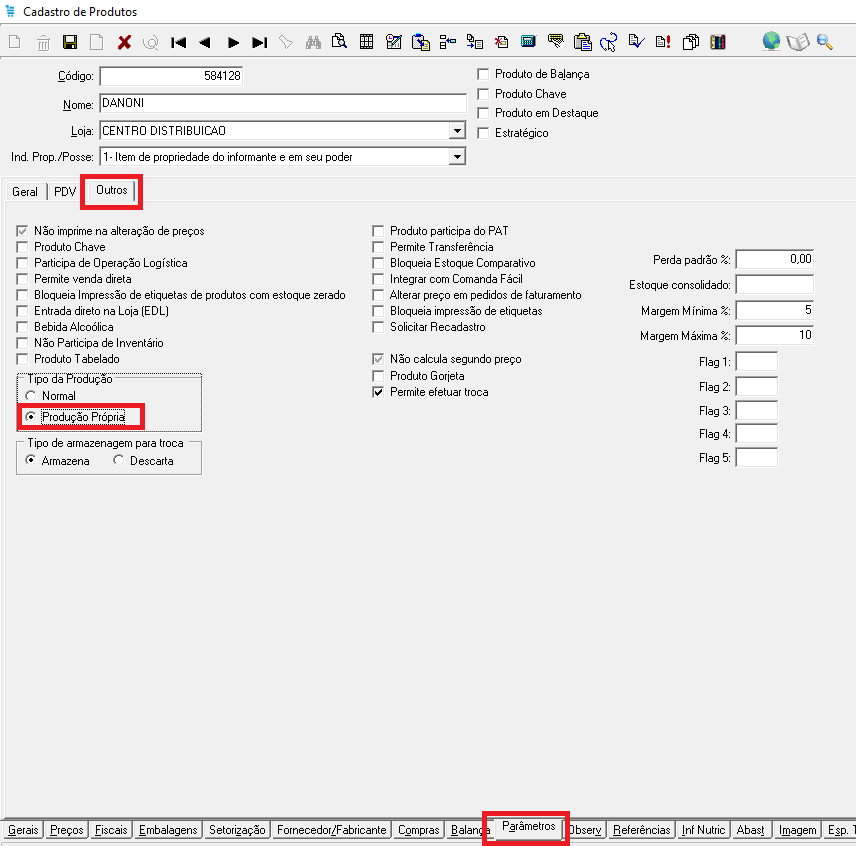 Cadastro de Produtos
Código: 584128
Nome: DANONI
Loja: CENTRO DISTRIBUICAO
Ind. Prop./Posse: 1- Item de propriedade do informante e em seu poder
Produto de Balança
Produto Chave
Produto em Destaque
Estratégico
Geral PDV Outros
Não imprime na alteração de preços
Produto Chave
Participa de Operação Logística
Permite venda direta
Bloqueia Impressão de etiquetas de produtos com estoque zerado
Entrada direto na Loja (EDL)
Bebida Alcoólica
Não Participa de Inventário
Produto Tabelado
Tipo da Produção
Normal
Produção Própria
Tipo de armazenagem para troca
Armazena Descarta
Produto participa do PAT
Permite Transferência
Bloqueia Estoque Comparativo
Integrar com Comanda Fácil
Alterar preço em pedidos de faturamento
Bloqueia impressão de etiquetas
Solicitar Recadastro
Não calcula segundo preço
Produto Gorjeta
Permite efetuar troca
Perda padrão %: 0,00
Estoque consolidado:
Margem Mínima %: 5
Margem Máxima %: 10
Flag 1:
Flag 2:
Flag 3:
Flag 4:
Flag 5:
Gerais Preços Fiscais Embalagens Setorização Fornecedor/Fabricante Compras Balança Parâmetros Observ Referências Inf Nutric Abast Imagem Esp. T